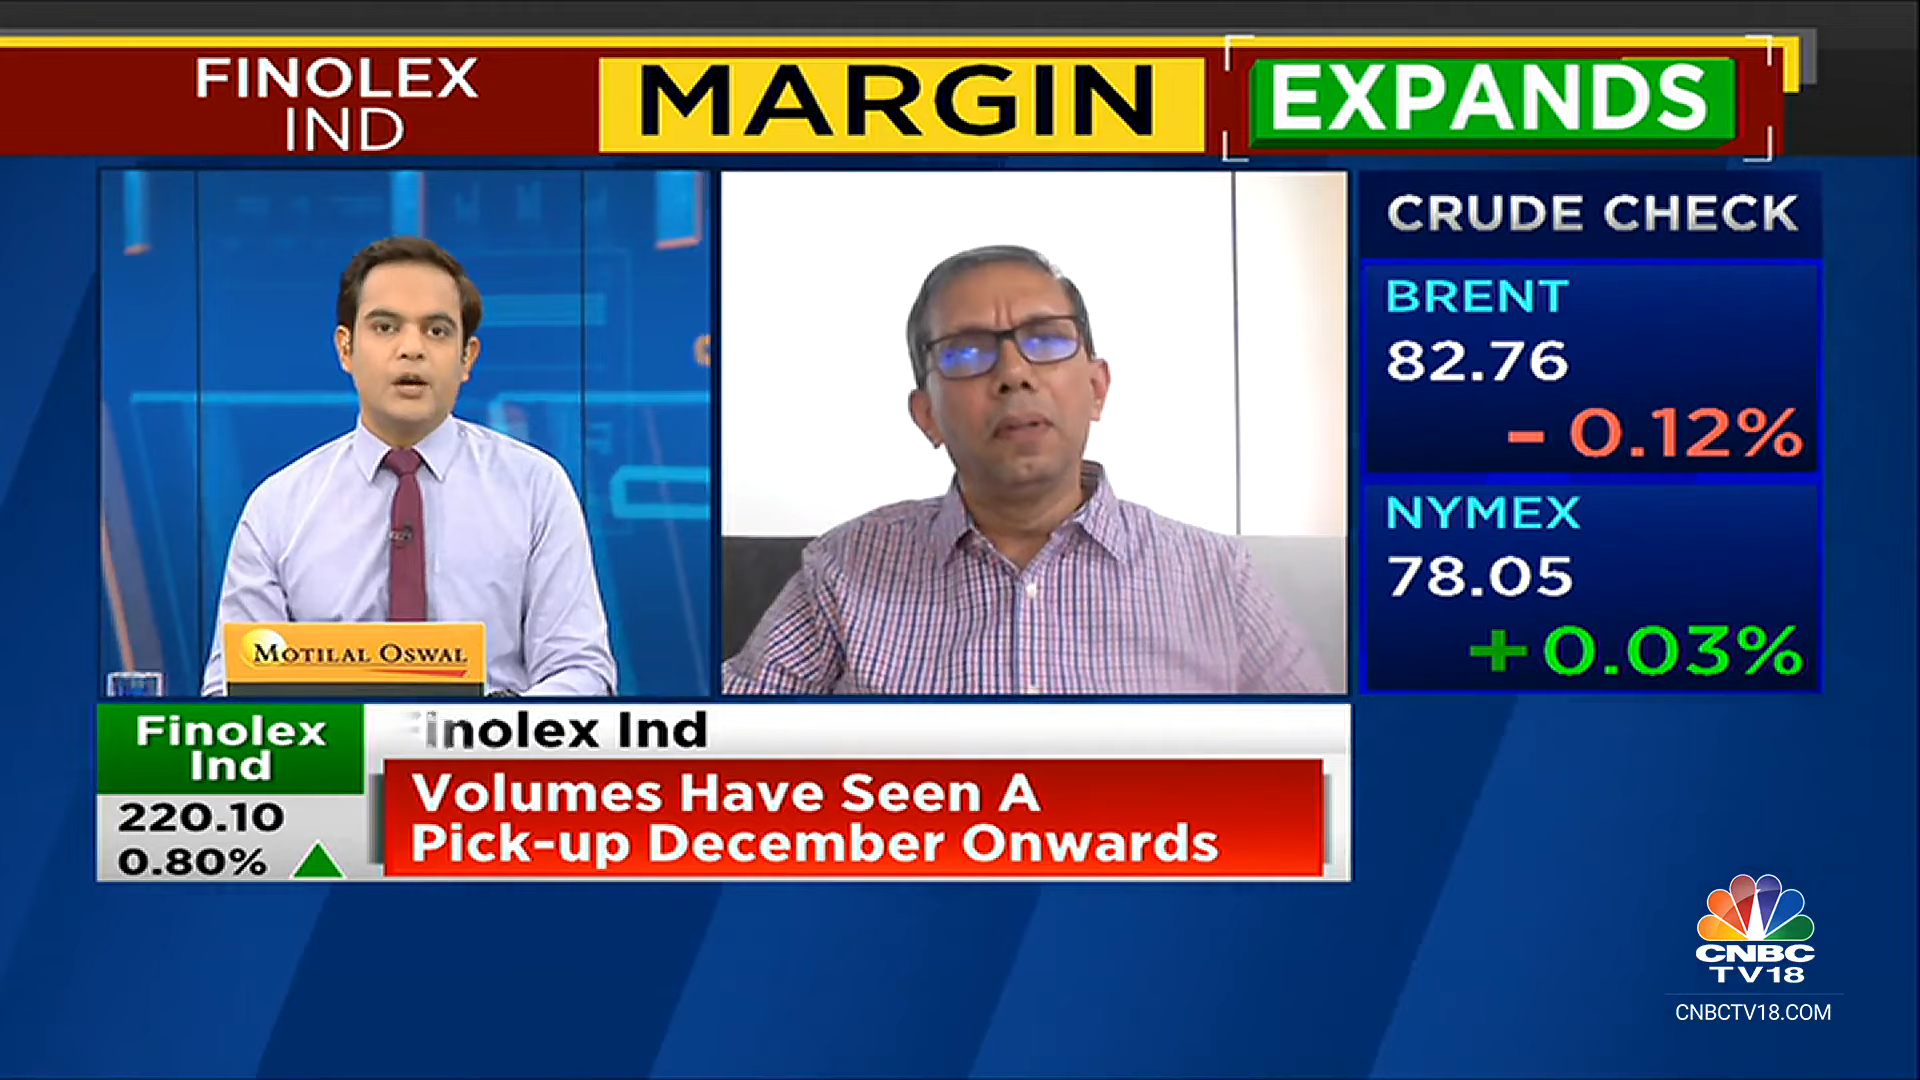 FINOLEX
IND
MARGIN
EXPANDS
CRUDE CHECK
BRENT
82.76
- 0.12%
NYMEX
78.05
+0.03%
MOTILAL OSWAL
Finolex
Ind
220.10
0.80%
inolex Ind
Volumes Have Seen A
Pick-up December Onwards
CNBC
TV18
CNBCTV18.COM